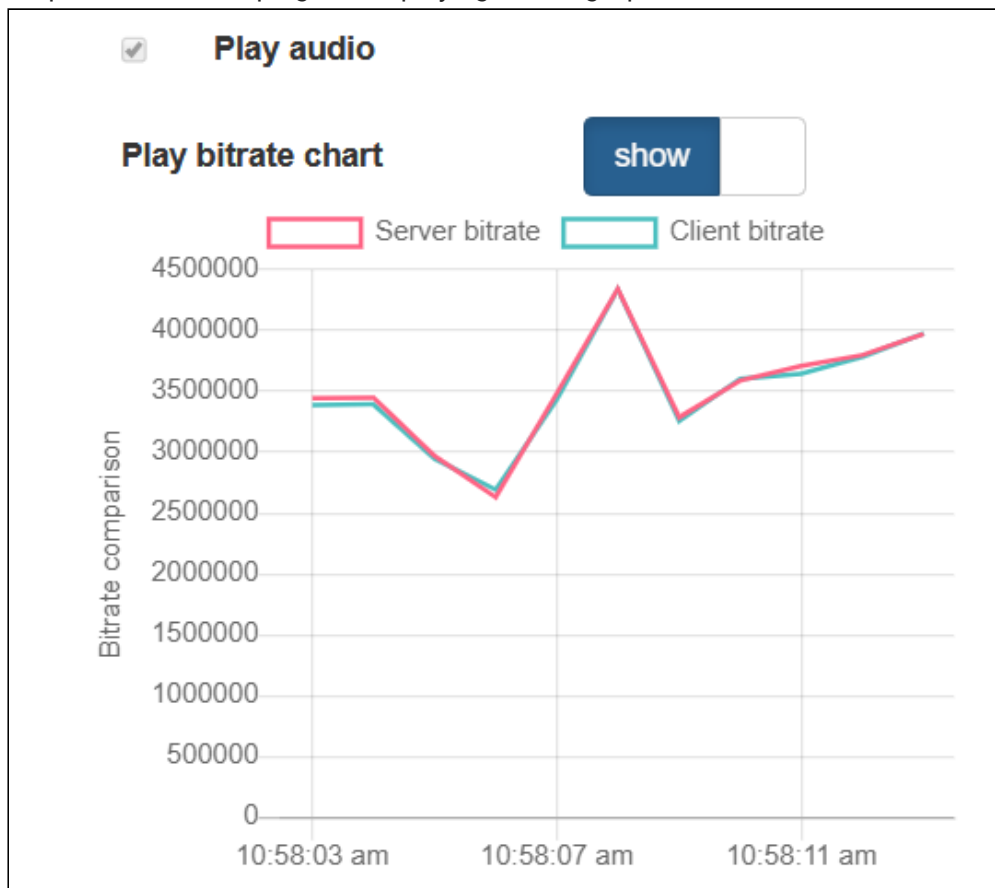 Play audio
Play bitrate chart
show
Server bitrate
Client bitrate
4500000
4000000
3500000
3000000
2500000
2000000
1500000
1000000
500000
0
Bitrate comparison
10:58:03 am
10:58:07 am
10:58:11 am